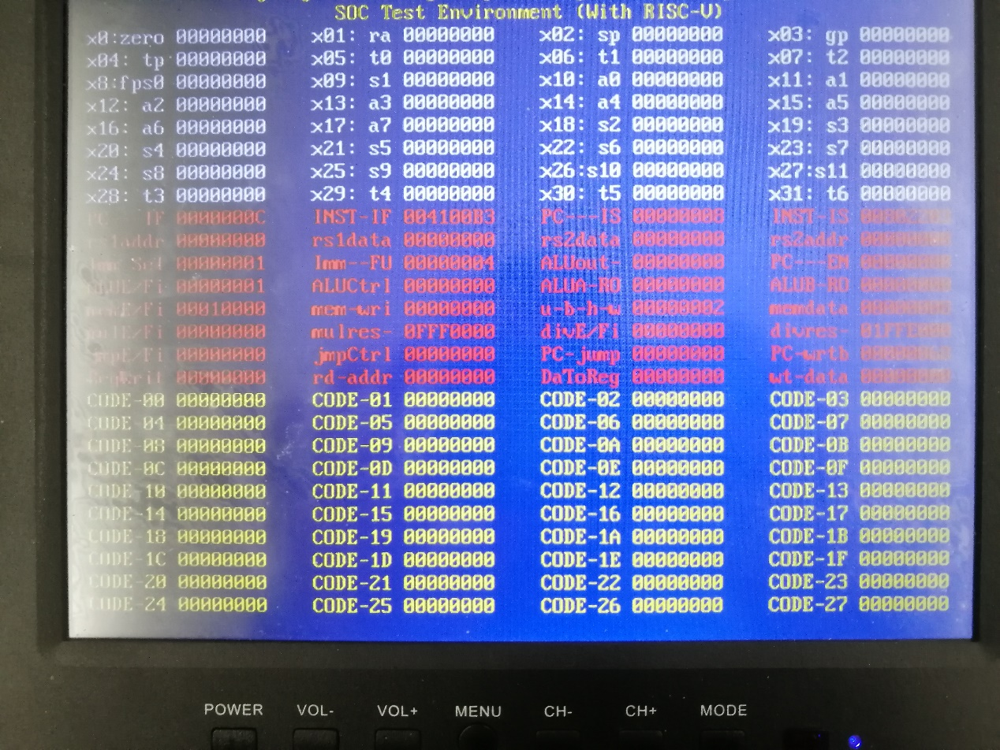 SOC Test Environment (With RISC-V)
x0:zero 00000000 x01: ra 00000000 x02: sp 00000000 x03: gp 00000000
x04: tp 00000000 x05: t0 00000000 x06: t1 00000000 x07: t2 00000000
x8:fps0 00000000 x09: s1 00000000 x10: a0 00000000 x11: a1 00000000
x12: a2 00000000 x13: a3 00000000 x14: a4 00000000 x15: a5 00000000
x16: a6 00000000 x17: a7 00000000 x18: s2 00000000 x19: s3 00000000
x20: s4 00000000 x21: s5 00000000 x22: s6 00000000 x23: s7 00000000
x24: s8 00000000 x25: s9 00000000 x26:s10 00000000 x27:s11 00000000
x28: t3 00000000 x29: t4 00000000 x30: t5 00000000 x31: t6 00000000
IF 0000000C INST-IF 004100B3 PC---IS 00000008 INST-IS
rs1addr 00000000 rs1data 00000000 rs2data 00000000 rs2addr 00000000
00000001 Imm--FU 00000004 ALUout- 00000000 PC---EN 00000000
00000001 ALUCtrl 00000000 ALUA-RO 00000000 ALUB-RO 00000000
00010000 mem-wri 00000000 u-b-h-w 00000002 memdata 00000000
00000000 mulres- 0FFF0000 divE/Fi 00000000 divres- 01FFE000
00000000 jmpCtrl 00000000 PC-jump 00000000 PC-wrtb
00000000 rd-addr 00000000 DaToReg 00000000 wt-data 00000000
CODE-00 00000000 CODE-01 00000000 CODE-02 00000000 CODE-03 00000000
CODE-04 00000000 CODE-05 00000000 CODE-06 00000000 CODE-07 00000000
CODE-08 00000000 CODE-09 00000000 CODE-0A 00000000 CODE-0B 00000000
CODE-0C 00000000 CODE-0D 00000000 CODE-0E 00000000 CODE-0F 00000000
CODE-10 00000000 CODE-11 00000000 CODE-12 00000000 CODE-13 00000000
CODE-14 00000000 CODE-15 00000000 CODE-16 00000000 CODE-17 00000000
CODE-18 00000000 CODE-19 00000000 CODE-1A 00000000 CODE-1B 00000000
CODE-1C 00000000 CODE-1D 00000000 CODE-1E 00000000 CODE-1F 00000000
CODE-20 00000000 CODE-21 00000000 CODE-22 00000000 CODE-23 00000000
CODE-24 00000000 CODE-25 00000000 CODE-26 00000000 CODE-27 00000000
POWER VOL- VOL+ MENU CH- CH+ MODE